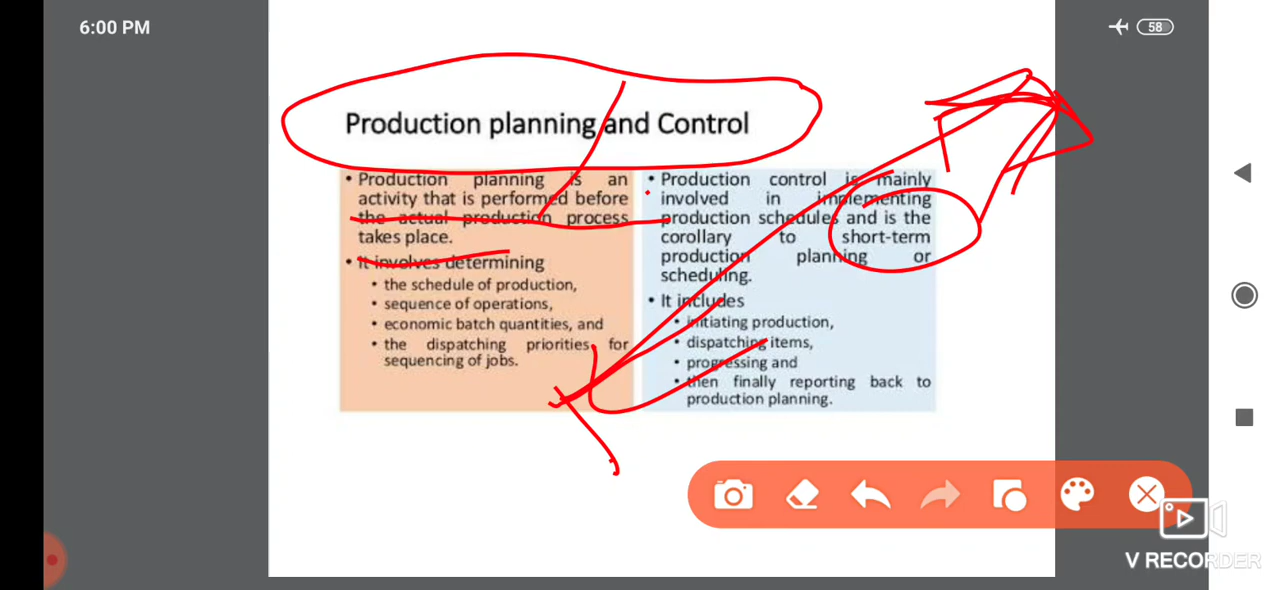 6:00 PM
58
Production planning and Control
• Production planning is an
activity that is performed before
the actual production process
takes place.
• It involves determining
• the schedule of production,
• sequence of operations,
• economic batch quantities, and
• the dispatching priorities for
sequencing of jobs.
• Production control is mainly
involved in implementing
production schedules and is the
corollary to short-term
production planning or
scheduling.
• It includes
• initiating production,
• dispatching items,
• progressing and
• then finally reporting back to
production planning.
V RECORDER